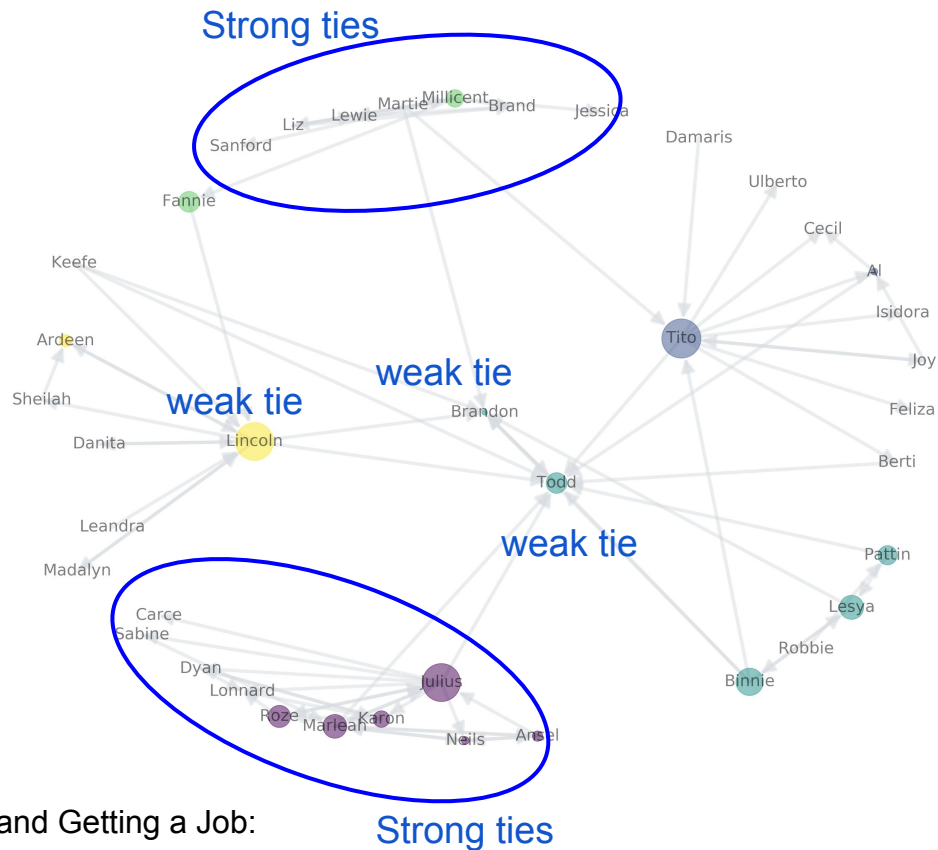 Strong ties
Millicent
Martie
Brand
Jessica
Lewie
Liz
Sanford
Damaris
Ulberto
Fannie
Cecil
Keefe
Al
Isidora
Tito
Ardeen
Joy
weak tie
Sheilah
weak tie
Brandon
Feliza
Danita
Lincoln
Berti
Todd
Leandra
weak tie
Pattin
Madalyn
Lesya
Carce
Sabine
Robbie
Dyan
Julius
Binnie
Lonnard
Roze
Marleah
Karon
Neils
Ansel
and Getting a Job:
Strong ties